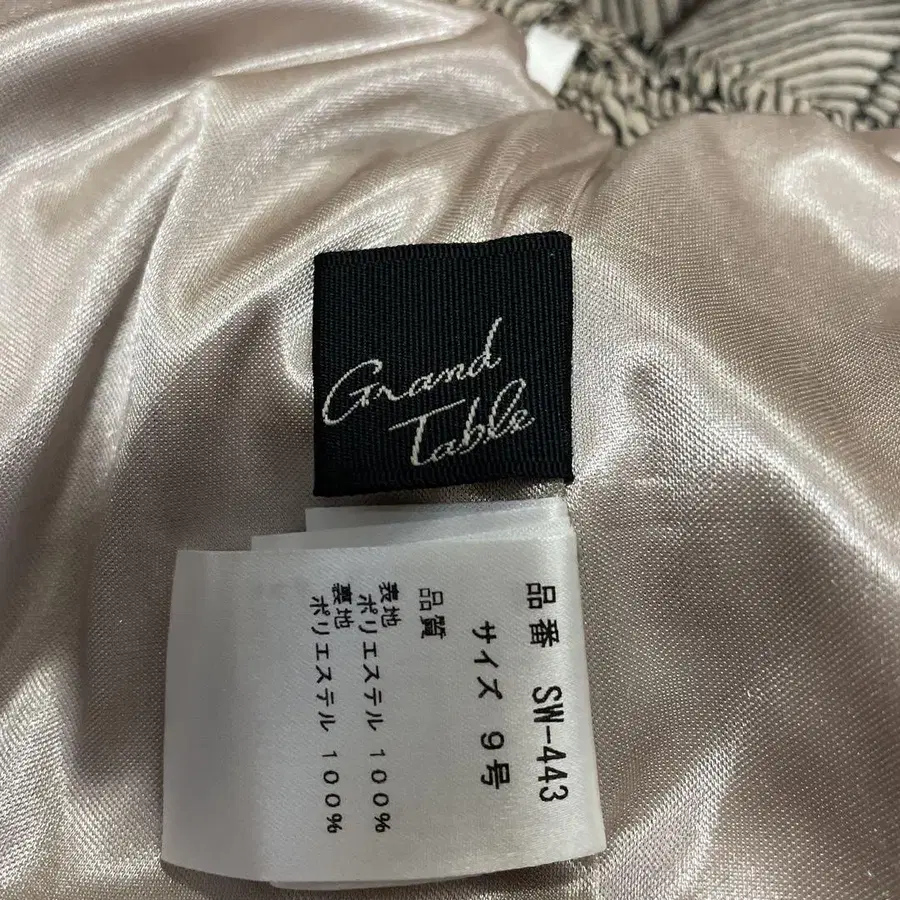 Grand
Table
品番 SW-443
サイズ 9号
品質
表地
ポリエステル 100%
裏地
ポリエステル 100%